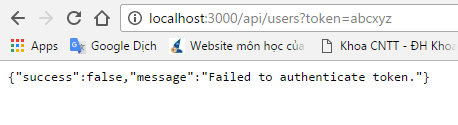 localhost:3000/api/users?token=abcxyz
Apps Google Dịch Website môn học củа Khoa CNTT - ĐH Khoa
{"success":false,"message":"Failed to authenticate token."}